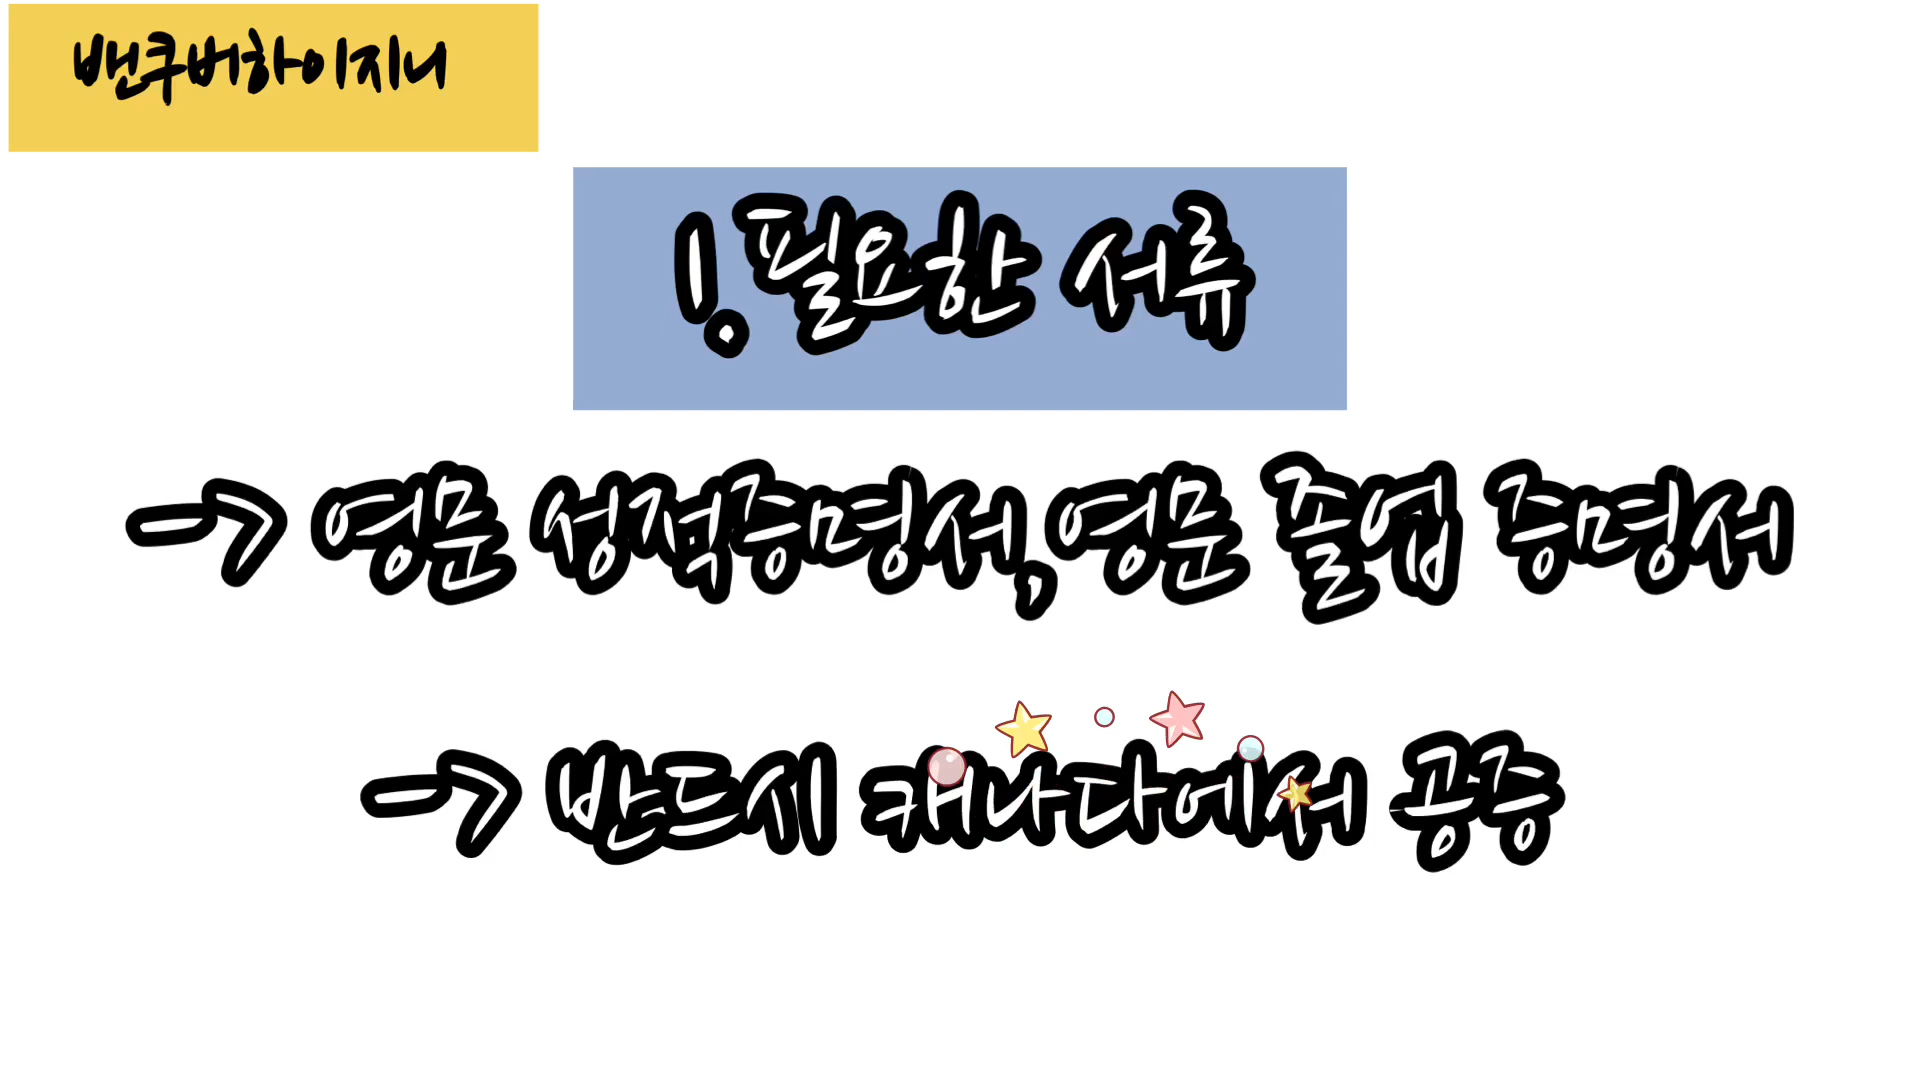 밴쿠버하이지니
1.필요한 서류
-> 영문 성적증명서,영문 졸업 증명서
-> 반드시 캐나다에서 공증